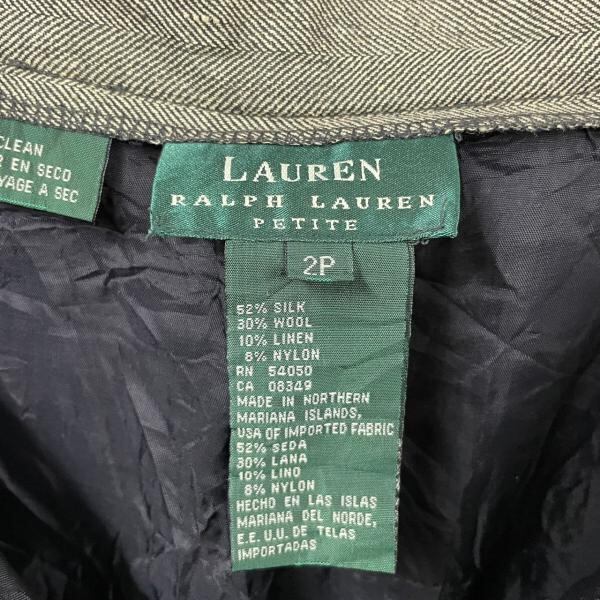 CLEAN
EN SECO
YAGE A SEC
LAUREN
RALPH LAUREN
PETITE
2P
52% SILK
30% WOOL
10% LINEN
8% NYLON
RN 54050
CA 08349
MADE IN NORTHERN
MARIANA ISLANDS,
USA OF IMPORTED FABRIC
52% SEDA
30% LANA
10% LINO
8% NYLON
HECHO EN LAS ISLAS
MARIANA DEL NORDE,
E.E. U.U. DE TELAS
IMPORTADAS